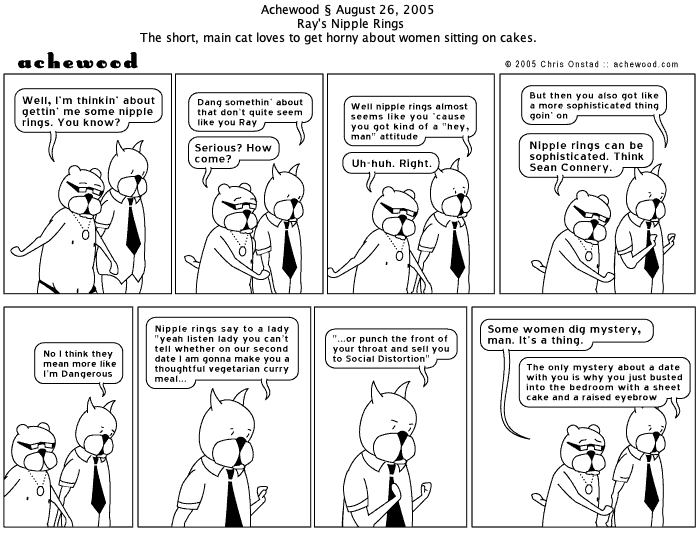 Achewood § August 26, 2005
Ray's Nipple Rings
The short, main cat loves to get horny about women sitting on cakes.
achewood
© 2005 Chris Onstad :: achewood.com
Well, I'm thinkin' about
gettin' me some nipple
rings. You know?
Dang somethin' about
that don't quite seem
like you Ray
Serious? How
come?
Well nipple rings almost
seems like you 'cause
you got kind of a "hey,
man" attitude
Uh-huh. Right.
But then you also got like
a more sophisticated thing
goin' on
Nipple rings can be
sophisticated. Think
Sean Connery.
No I think they
mean more like
I'm Dangerous
Nipple rings say to a lady
"yeah listen lady you can't
tell whether on our second
date I am gonna make you a
thoughtful vegetarian curry
meal...
"...or punch the front of
your throat and sell you
to Social Distortion"
Some women dig mystery,
man. It's a thing.
The only mystery about a date
with you is why you just busted
into the bedroom with a sheet
cake and a raised eyebrow